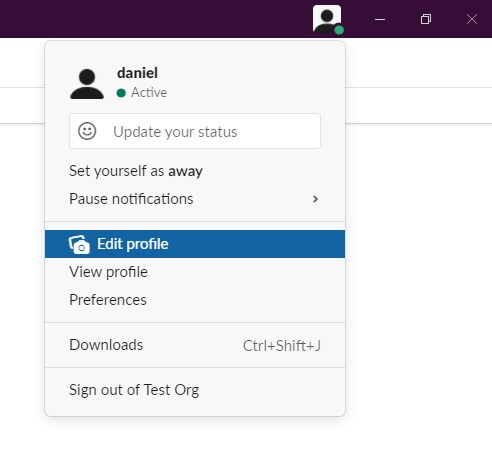 daniel
Active
Update your status
Set yourself as away
Pause notifications
Edit profile
View profile
Preferences
Downloads Ctrl+Shift+J
Sign out of Test Org